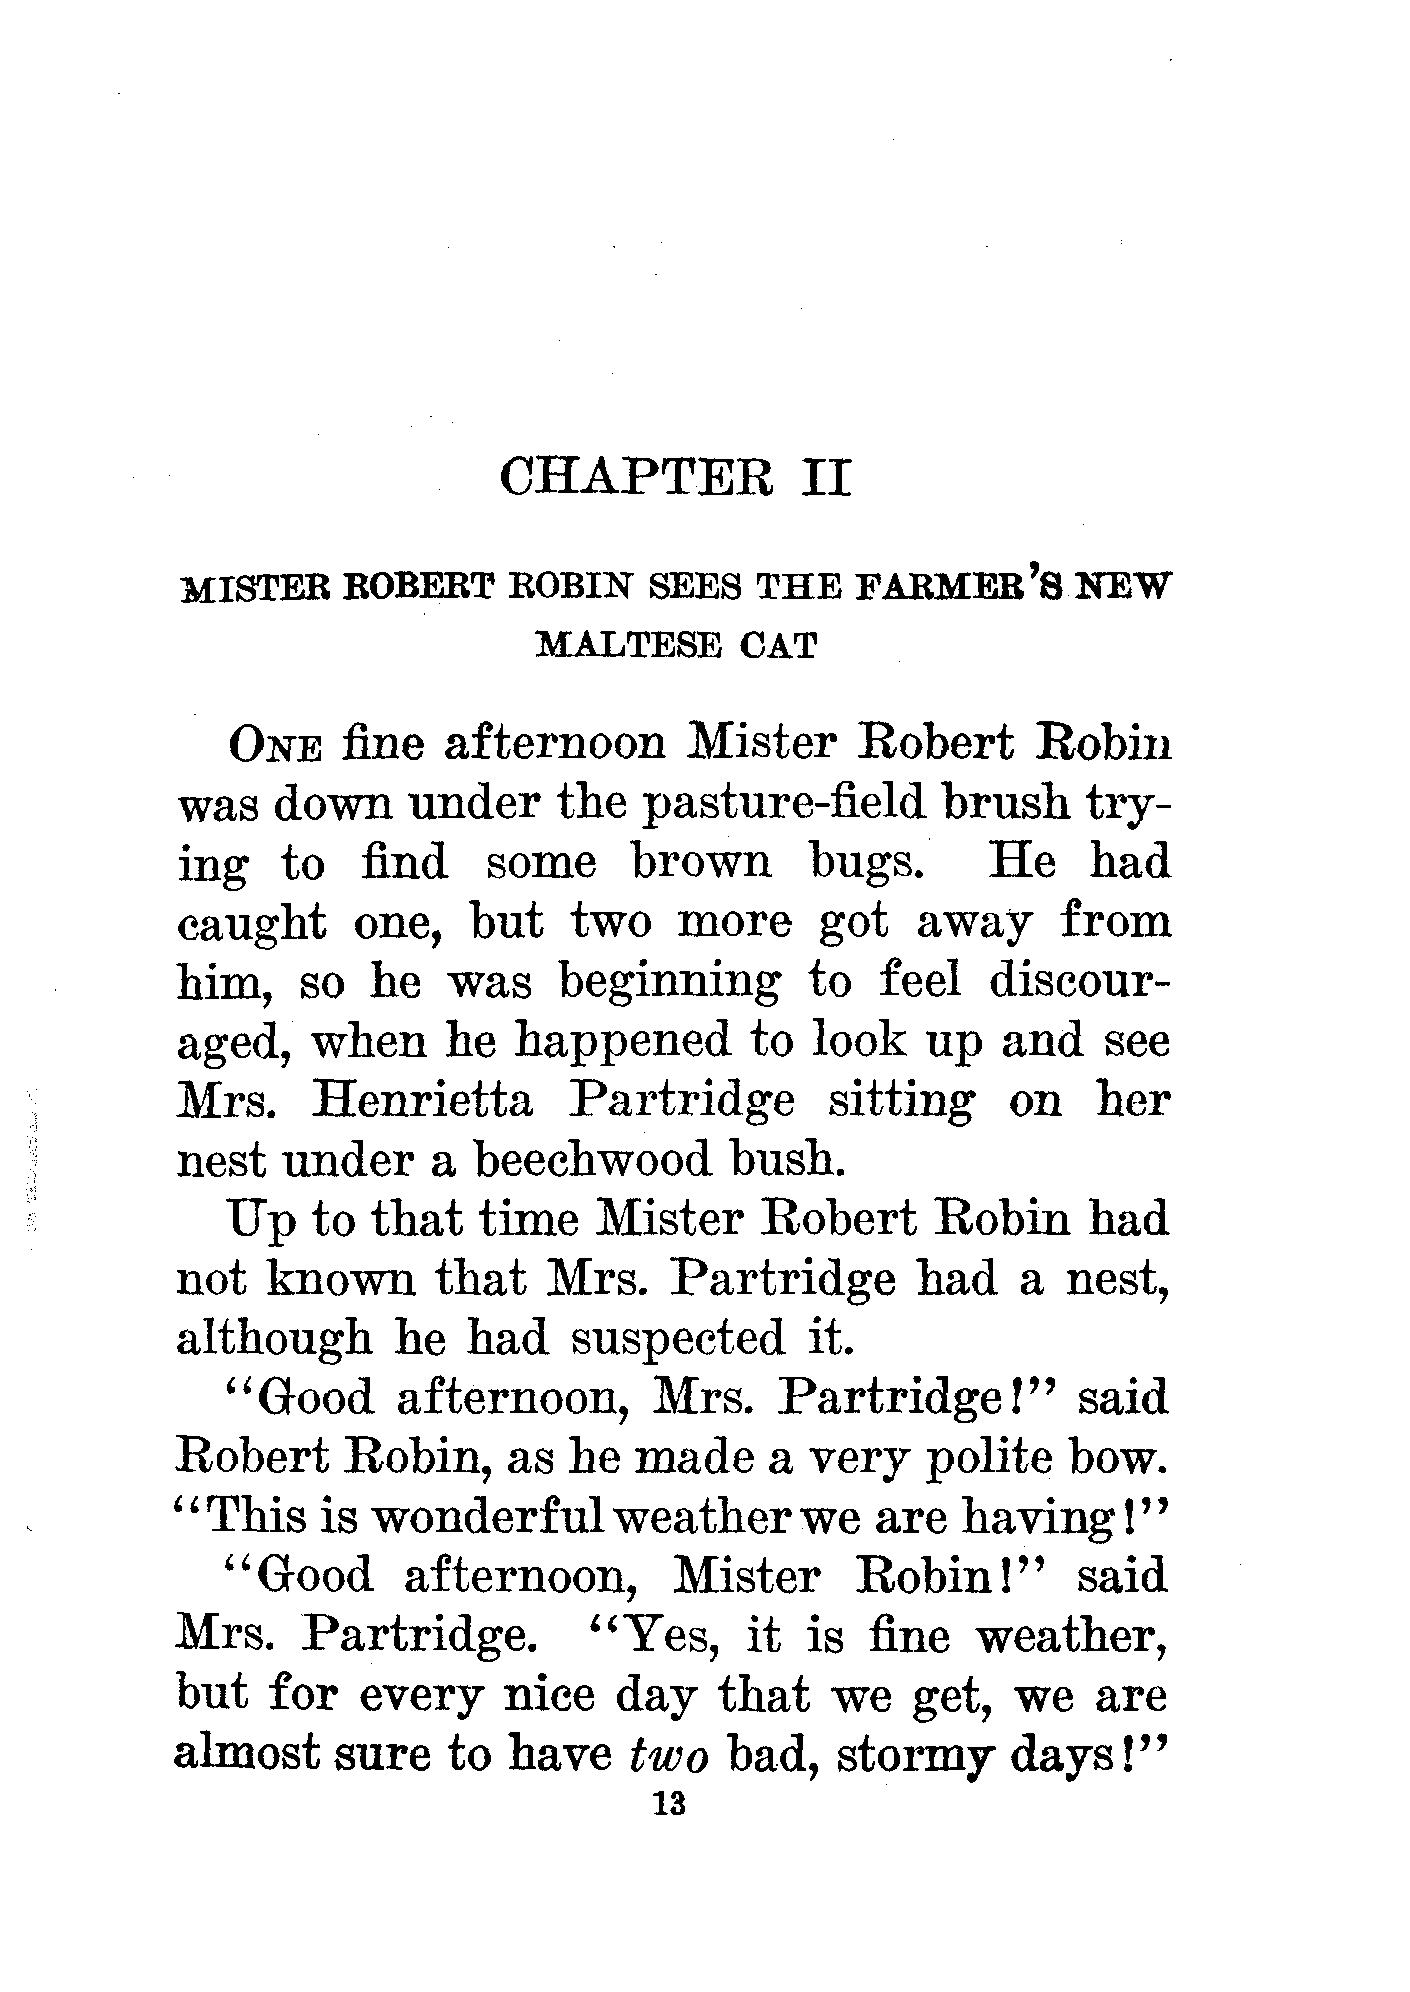 CHAPTER II
MISTER ROBERT ROBIN SEES THE FARMER'S NEW
MALTESE CAT
ONE fine afternoon Mister Robert Robin
was down under the pasture-field brush try-
ing to find some brown bugs. He had
caught one, but two more got away from
him, so he was beginning to feel discour-
aged, when he happened to look up and see
Mrs. Henrietta Partridge sitting on her
nest under a beechwood bush.
Up to that time Mister Robert Robin had
not known that Mrs. Partridge had a nest,
although he had suspected it.
"Good afternoon, Mrs. Partridge!" said
Robert Robin, as he made a very polite bow.
"This is wonderful weather we are having!"
"Good afternoon, Mister Robin!" said
Mrs. Partridge. "Yes, it is fine weather,
but for every nice day that we get, we are
almost sure to have two bad, stormy days!"
13